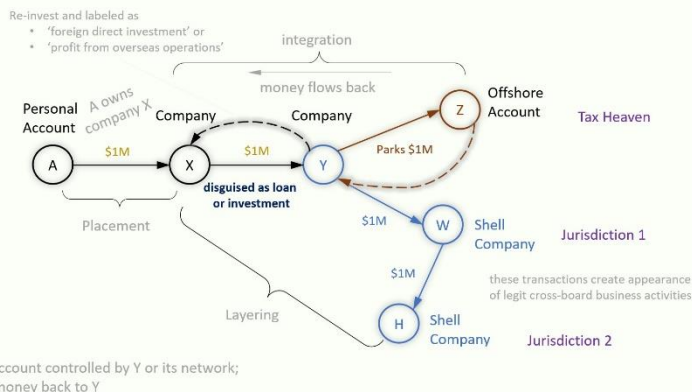 Re-invest and labeled as
• 'foreign direct investment' or
• 'profit from overseas operations'
integration
money flows back
Personal
Account
A owns
company X
Company
Company
Offshore
Account
Tax Heaven
A
$1M
X
$1M
Y
Parks $1M
Z
disguised as loan
or investment
Placement
$1M
W
Shell
Company
Jurisdiction 1
$1M
these transactions create appearance
of legit cross-board business activities
Layering
H
Shell
Company
Jurisdiction 2
ccount controlled by Y or its network;
money back to Y